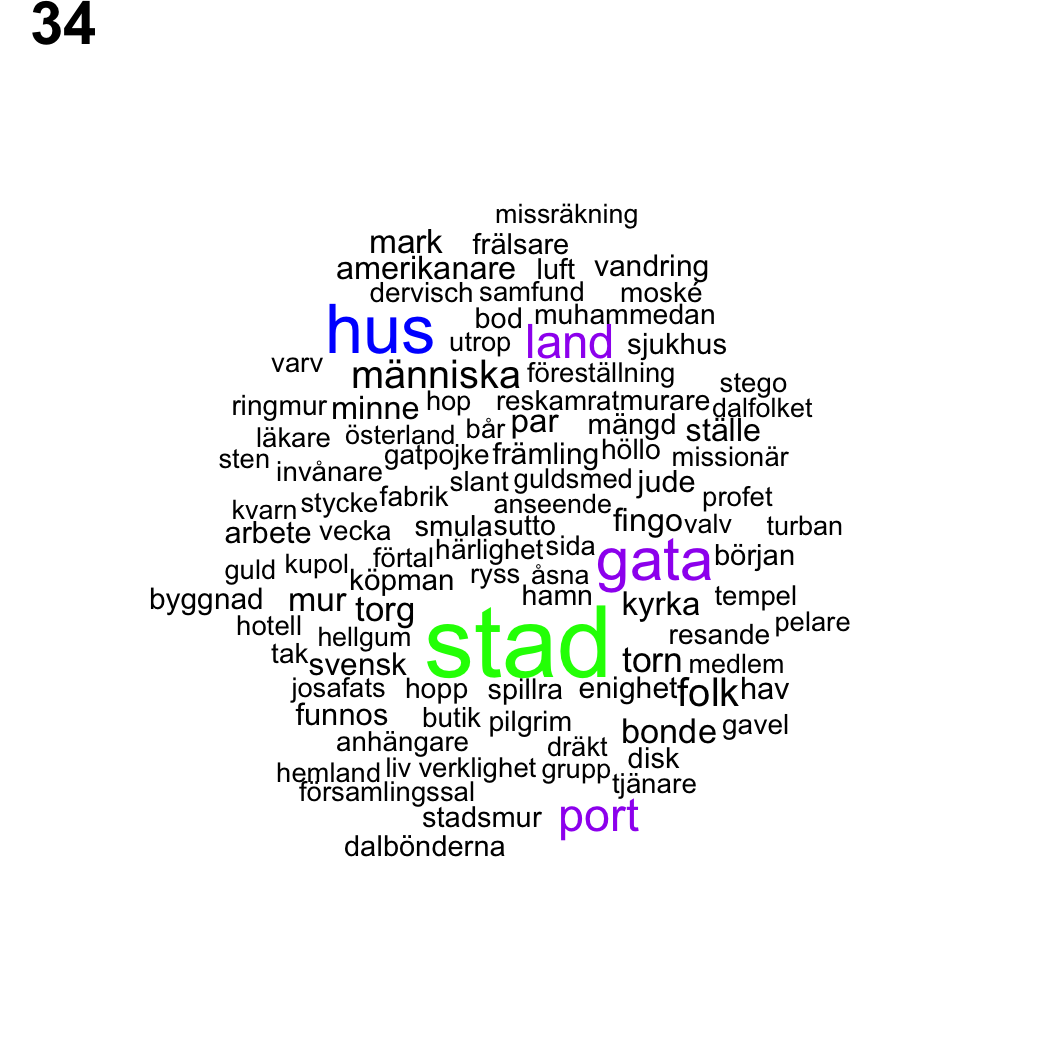 34
missräkning
mark frälsare
amerikanare luft vandring
dervisch samfund moské
hus bod muhammedan
utrop land sjukhus
varv
människa föreställning stego
ringmur minne hop reskamrat murare dalfolket
läkare österland bår par mängd ställe
sten invånare gatpojke främling höllo missionär
slant guldsmed jude
kvarn stycke fabrik anseende profet
arbete vecka smula sutto fingo valv turban
förtal härlighet sida gata början
guld kupol köpman ryss åsna
byggnad mur torg hamn kyrka tempel
hotell hellgum stad resande pelare
tak svensk torn medlem
josafats hopp spillra enighet folk hav
funnos butik pilgrim bonde gavel
anhängare dräkt disk
hemland liv verklighet grupp tjänare
församlingssal
stadsmur port
dalbönderna